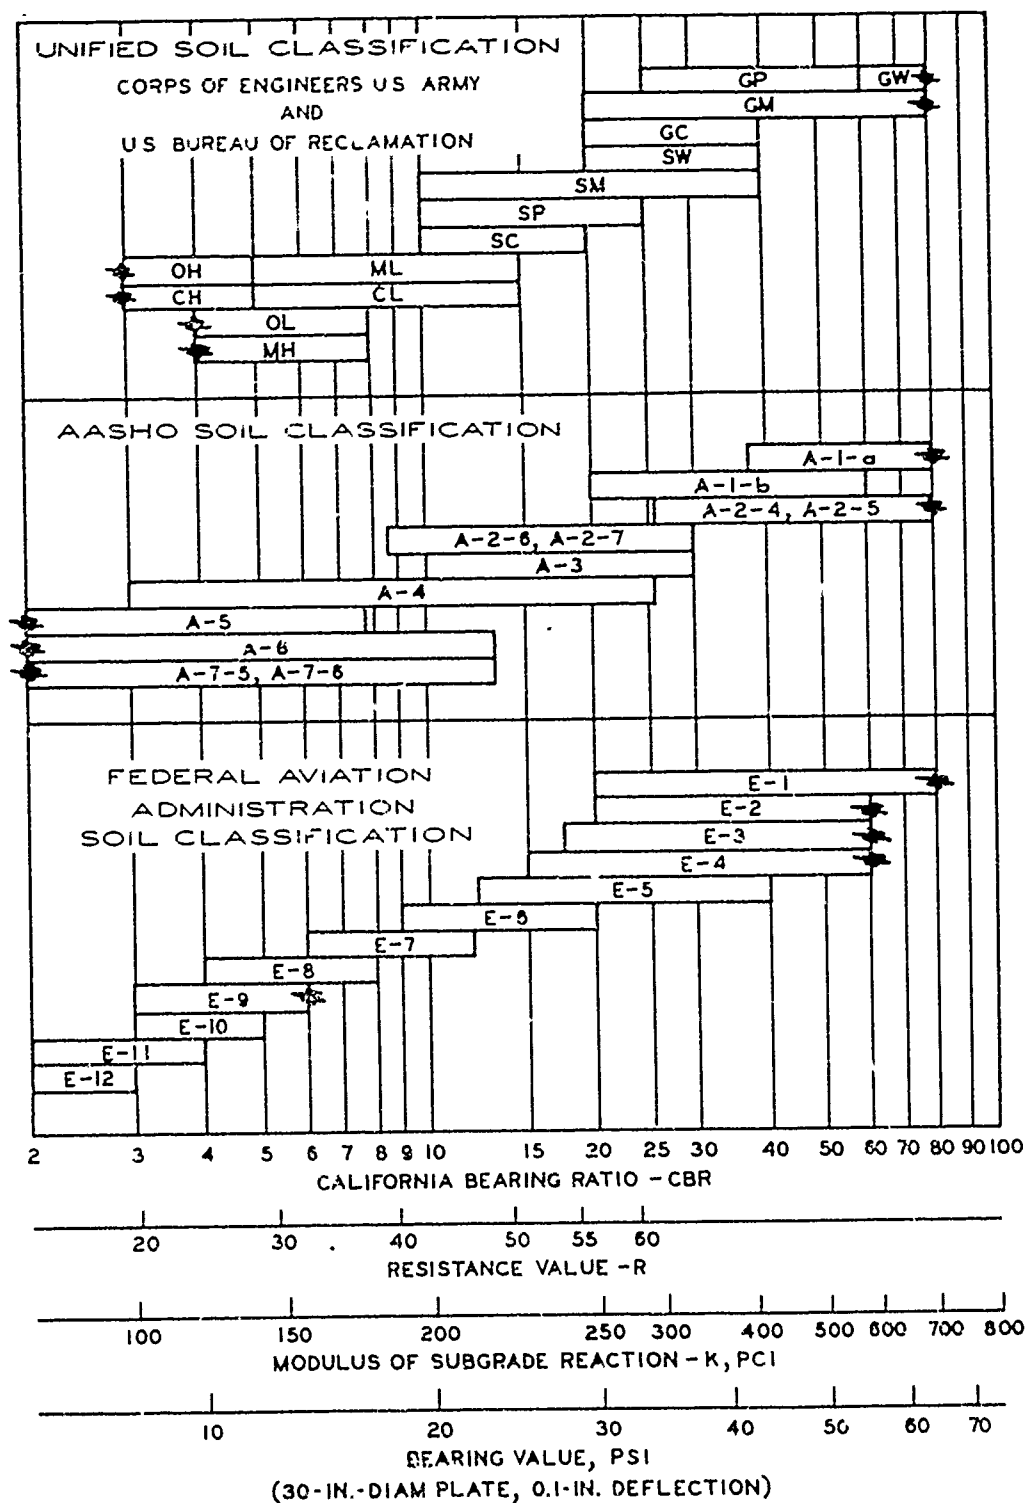 UNIFIED SOIL CLASSIFICATION
CORPS OF ENGINEERS U S ARMY
AND
U S BUREAU OF RECLAMATION
GP GW
GM
GC
SW
SM
SP
SC
OH ML
CH CL
OL
MH
AASHO SOIL CLASSIFICATION
A-1-a
A-1-b
A-2-4, A-2-5
A-2-6, A-2-7
A-3
A-4
A-5
A-6
A-7-5, A-7-6
FEDERAL AVIATION
ADMINISTRATION
SOIL CLASSIFICATION
E-1
E-2
E-3
E-4
E-5
E-6
E-7
E-8
E-9
E-10
E-11
E-12
2 3 4 5 6 7 8 9 10 15 20 25 30 40 50 60 70 80 90 100
CALIFORNIA BEARING RATIO - CBR
20 30 40 50 55 60
RESISTANCE VALUE - R
100 150 200 250 300 400 500 600 700 800
MODULUS OF SUBGRADE REACTION - K, PCI
10 20 30 40 50 60 70
BEARING VALUE, PSI
(30-IN.-DIAM PLATE, 0.1-IN. DEFLECTION)